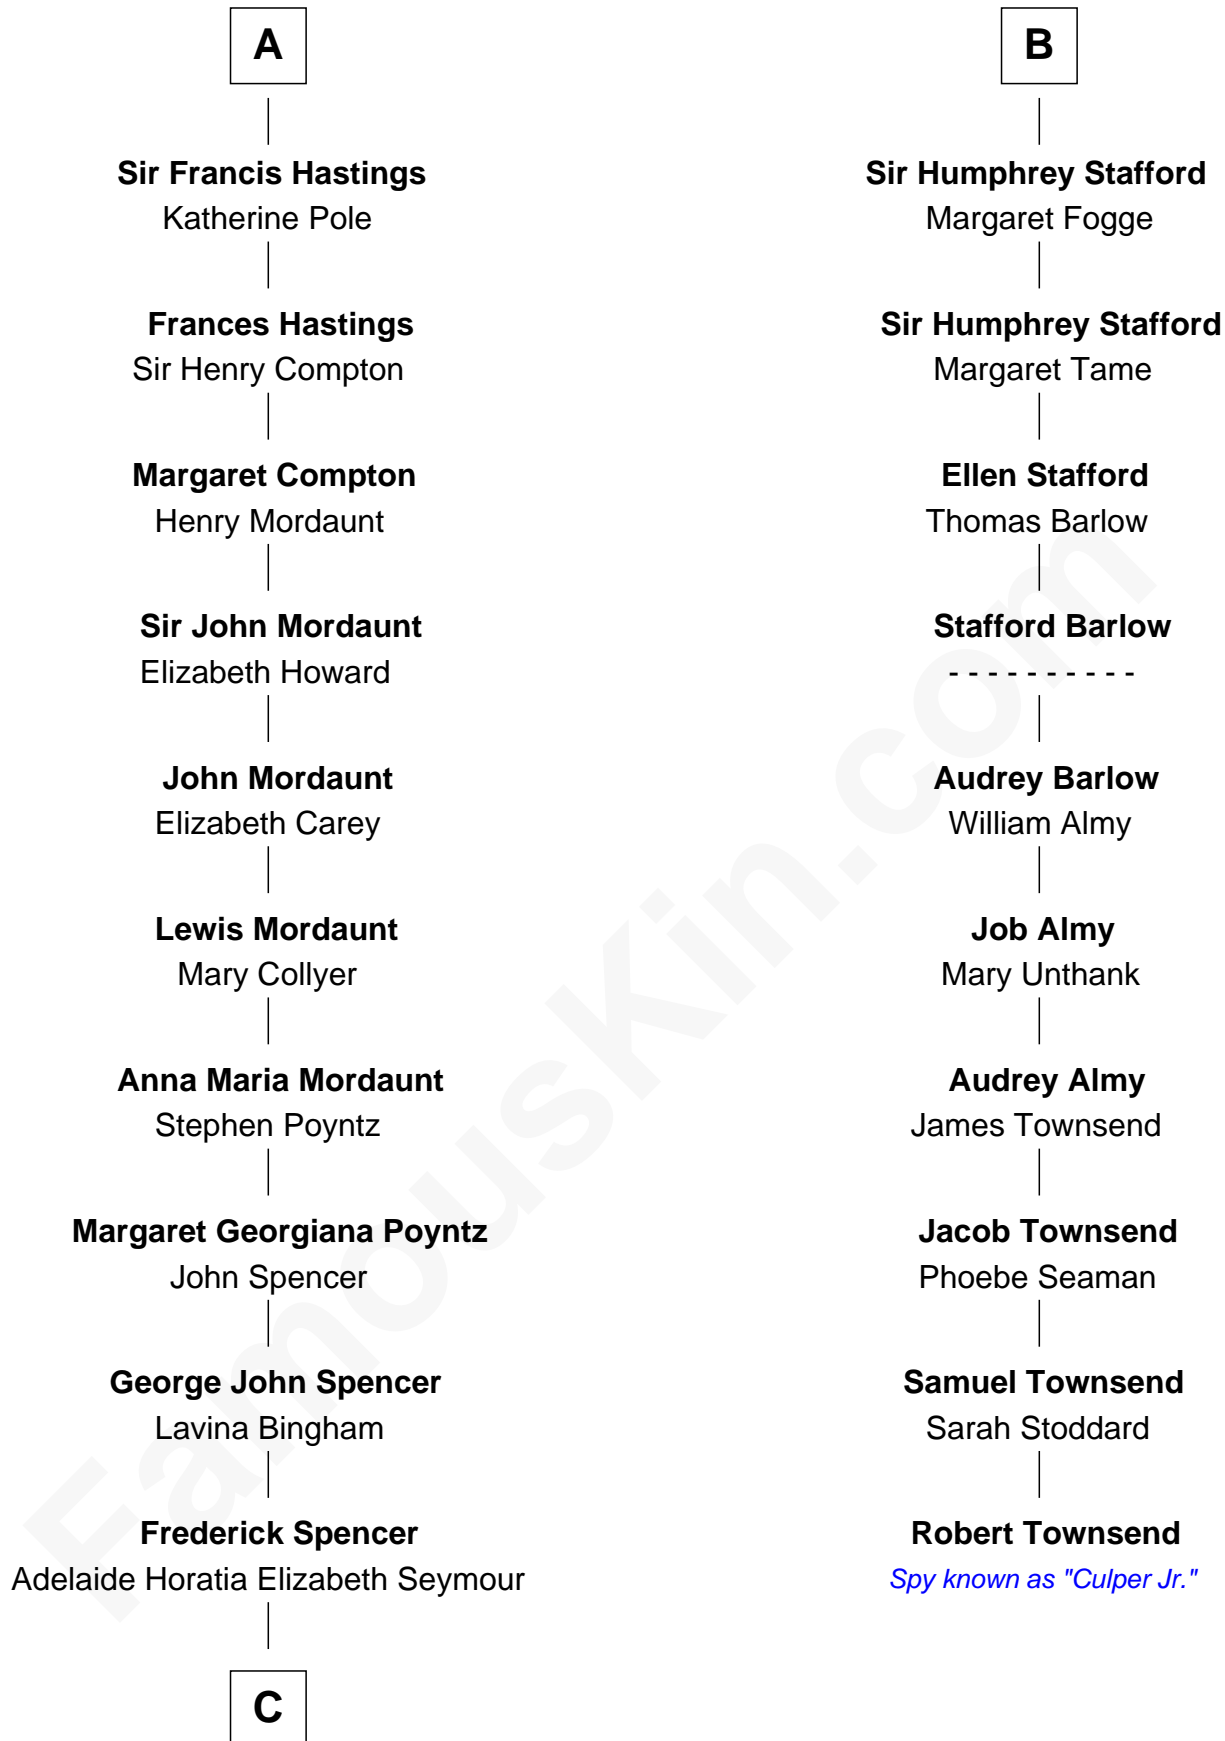 A
Sir Francis Hastings
Katherine Pole
Frances Hastings
Sir Henry Compton
Margaret Compton
Henry Mordaunt
Sir John Mordaunt
Elizabeth Howard
John Mordaunt
Elizabeth Carey
Lewis Mordaunt
Mary Collyer
Anna Maria Mordaunt
Stephen Poyntz
Margaret Georgiana Poyntz
John Spencer
George John Spencer
Lavina Bingham
Frederick Spencer
Adelaide Horatia Elizabeth Seymour
C
B
Sir Humphrey Stafford
Margaret Fogge
Sir Humphrey Stafford
Margaret Tame
Ellen Stafford
Thomas Barlow
Stafford Barlow
- - - - - - - - - -
Audrey Barlow
William Almy
Job Almy
Mary Unthank
Audrey Almy
James Townsend
Jacob Townsend
Phoebe Seaman
Samuel Townsend
Sarah Stoddard
Robert Townsend
Spy known as "Culper Jr."
FamousKin.com